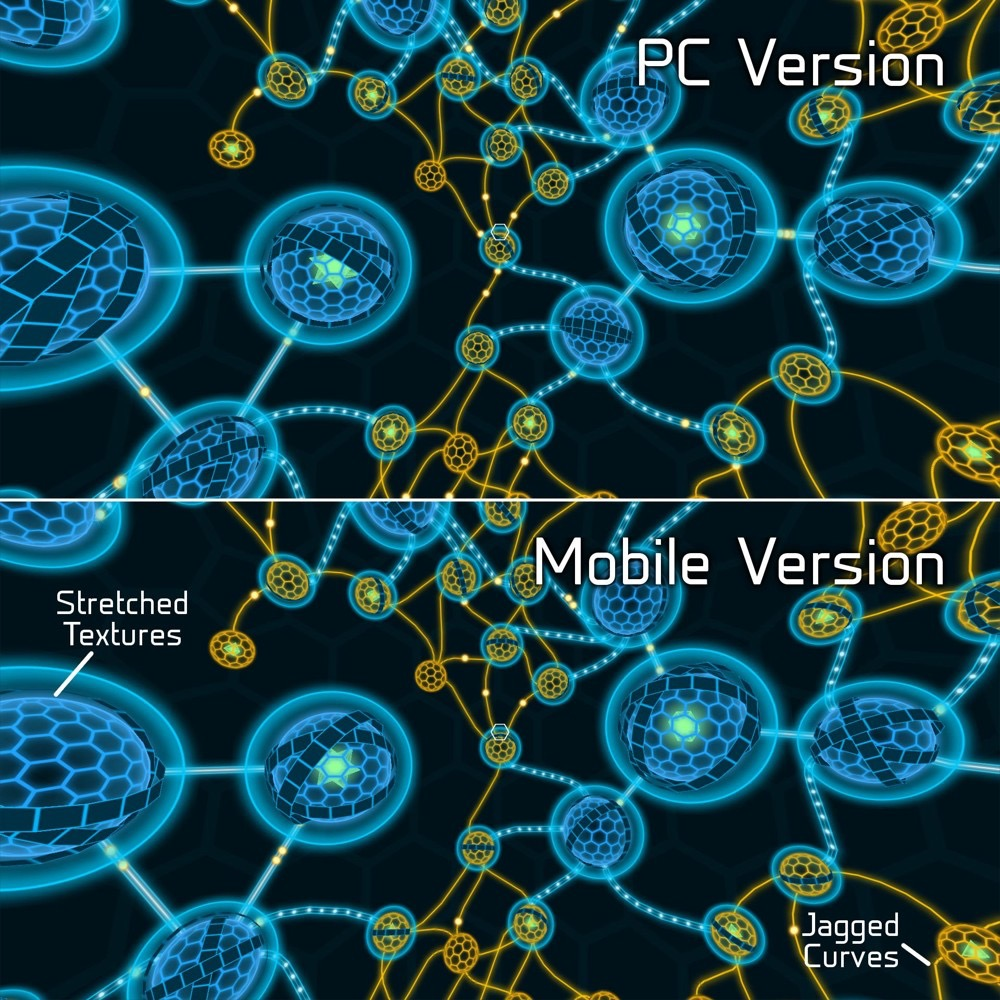 PC Version
Mobile Version
Stretched
Textures
Jagged
Curves